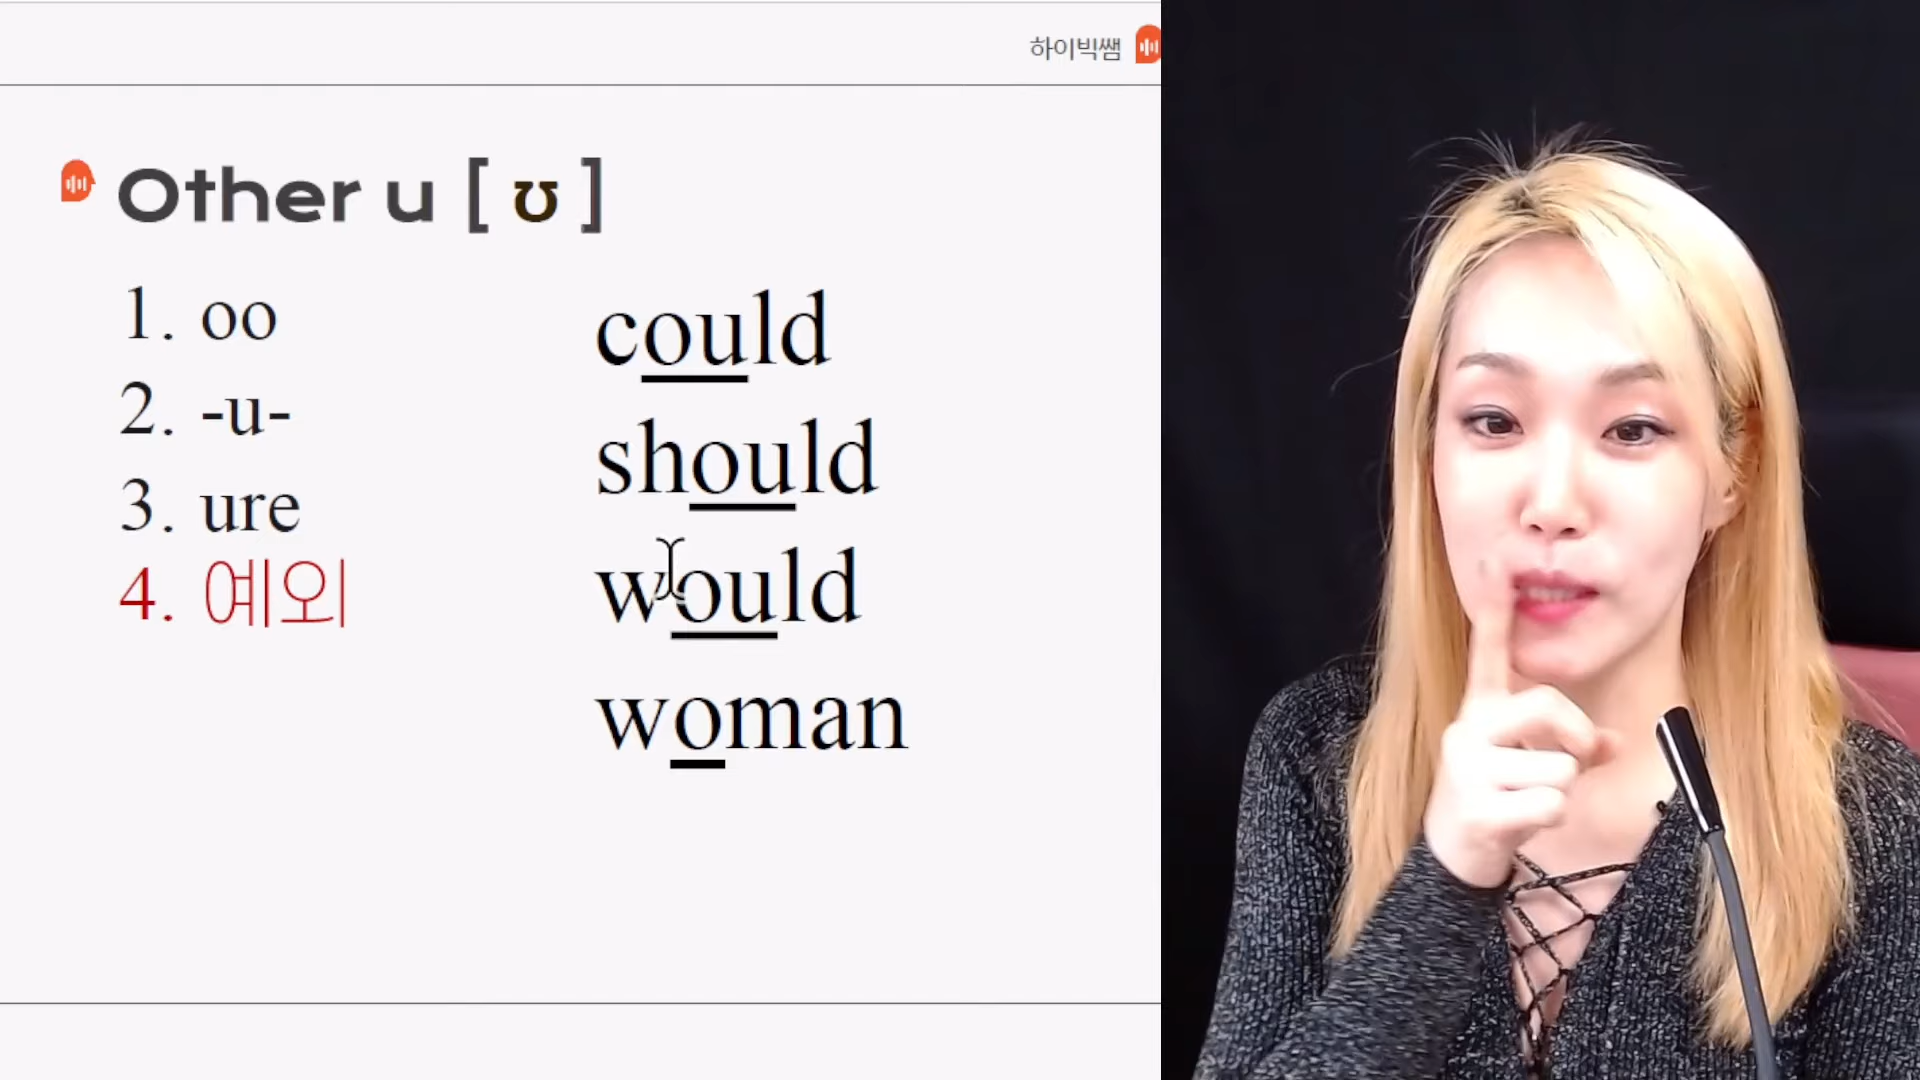 하이빅쌤
Other u [ ʊ ]
1. oo
2. -u-
3. ure
4. 예외
could
should
would
woman